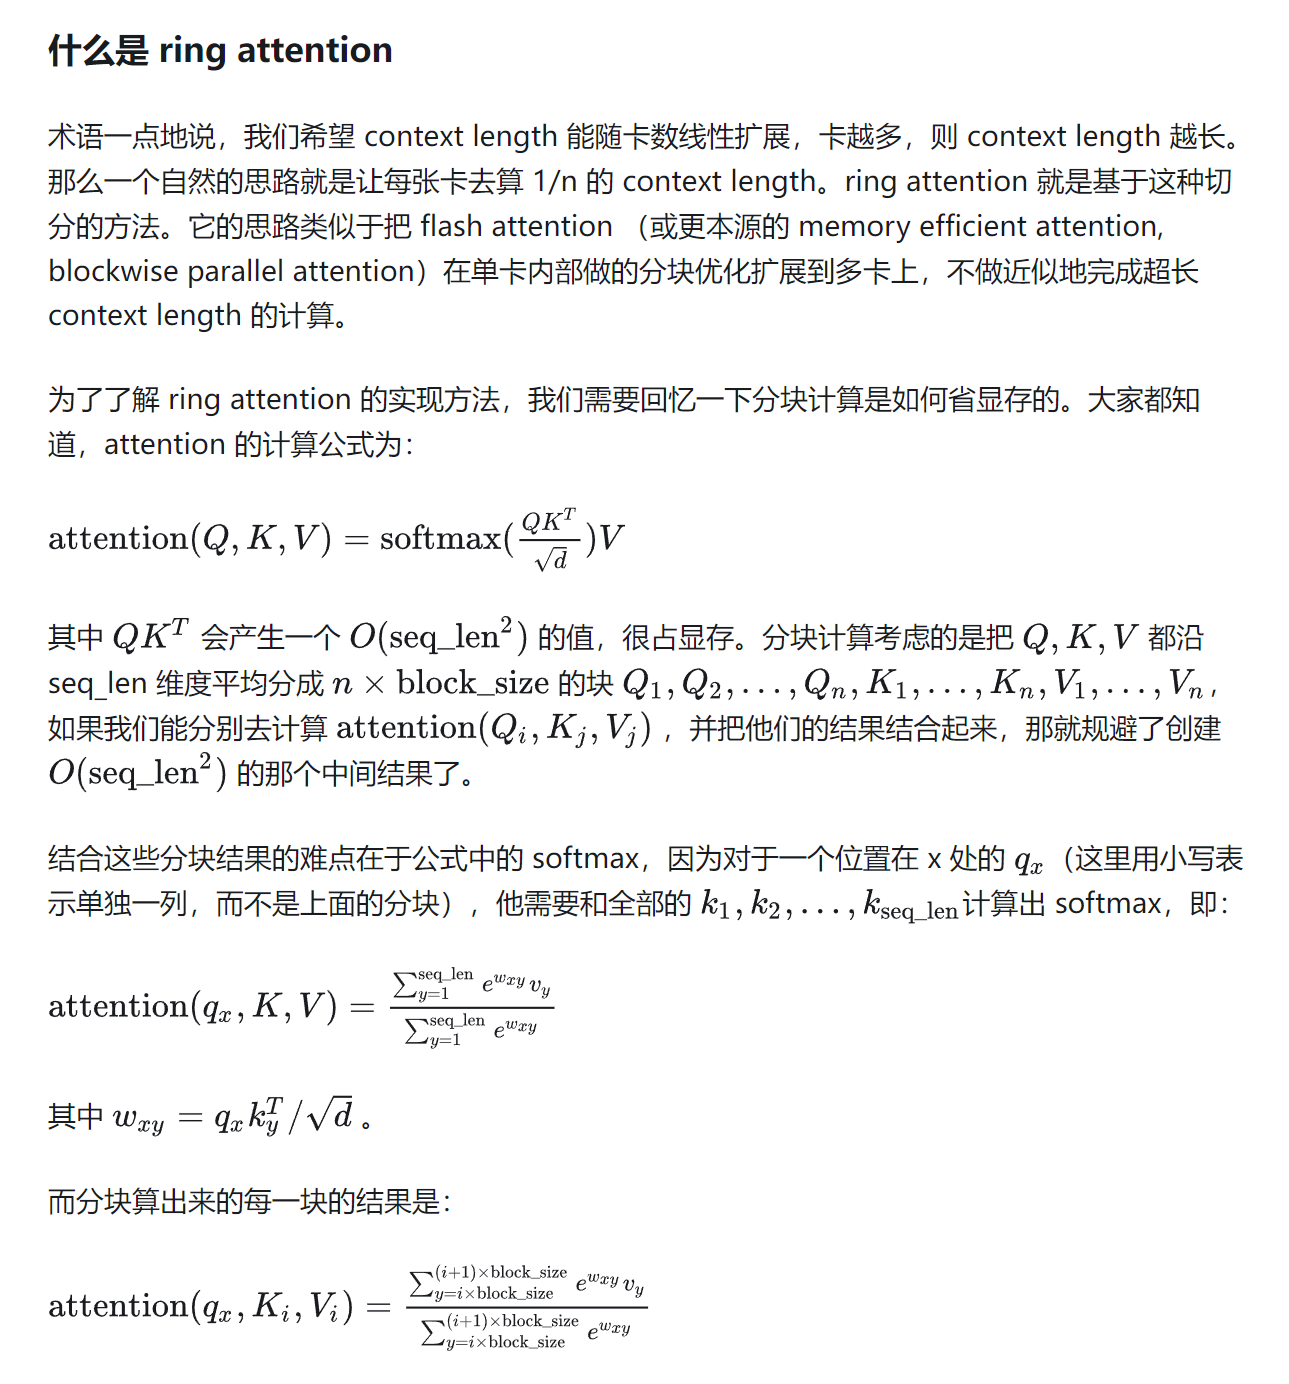 什么是 ring attention
术语一点地说，我们希望 context length 能随卡数线性扩展，卡越多，则 context length 越长。
那么一个自然的思路就是让每张卡去算 1/n 的 context length。ring attention 就是基于这种切
分的方法。它的思路类似于把 flash attention （或更本源的 memory efficient attention,
blockwise parallel attention）在单卡内部做的分块优化扩展到多卡上，不做近似地完成超长
context length 的计算。
为了了解 ring attention 的实现方法，我们需要回忆一下分块计算是如何省显存的。大家都知
道，attention 的计算公式为：
$\text{attention}(Q, K, V) = \text{softmax}(\frac{QK^T}{\sqrt{d}})V$
其中 $QK^T$ 会产生一个 $O(\text{seq\_len}^2)$ 的值，很占显存。分块计算考虑的是把 $Q, K, V$ 都沿
seq_len 维度平均分成 $n \times \text{block\_size}$ 的块 $Q_1, Q_2, \ldots, Q_n, K_1, \ldots, K_n, V_1, \ldots, V_n$，
如果我们能分别去计算 $\text{attention}(Q_i, K_j, V_j)$ ，并把他们的结果结合起来，那就规避了创建
$O(\text{seq\_len}^2)$ 的那个中间结果了。
结合这些分块结果的难点在于公式中的 softmax，因为对于一个位置在 x 处的 $q_x$（这里用小写表
示单独一列，而不是上面的分块），他需要和全部的 $k_1, k_2, \ldots, k_{\text{seq\_len}}$计算出 softmax，即：
$\text{attention}(q_x, K, V) = \frac{\sum_{y=1}^{\text{seq\_len}} e^{w_{xy}} v_y}{\sum_{y=1}^{\text{seq\_len}} e^{w_{xy}}}$
其中 $w_{xy} = q_x k_y^T / \sqrt{d}$ 。
而分块算出来的每一块的结果是：
$\text{attention}(q_x, K_i, V_i) = \frac{\sum_{y=i \times \text{block\_size}}^{(i+1) \times \text{block\_size}} e^{w_{xy}} v_y}{\sum_{y=i \times \text{block\_size}}^{(i+1) \times \text{block\_size}} e^{w_{xy}}}$